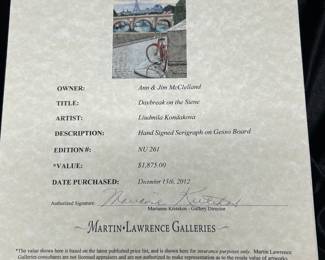 OWNER: Ann & Jim McClelland
TITLE: Daybreak on the Siene
ARTIST: Liudmila Kondakova
DESCRIPTION: Hand Signed Serigraph on Gesso Board
EDITION #: NU 261
*VALUE: $1,875.00
DATE PURCHASED: December 15th, 2012
Authorized Signature:
Marianne - Gallery Director
MARTIN·LAWRENCE GALLERIES
*The value shown here is based on the latest published price list, and is shown here for insurance purposes only. Martin Lawrence
Galleries consultants are not licensed appraisers and are not authorized to make representation as to the resale value of artworks.